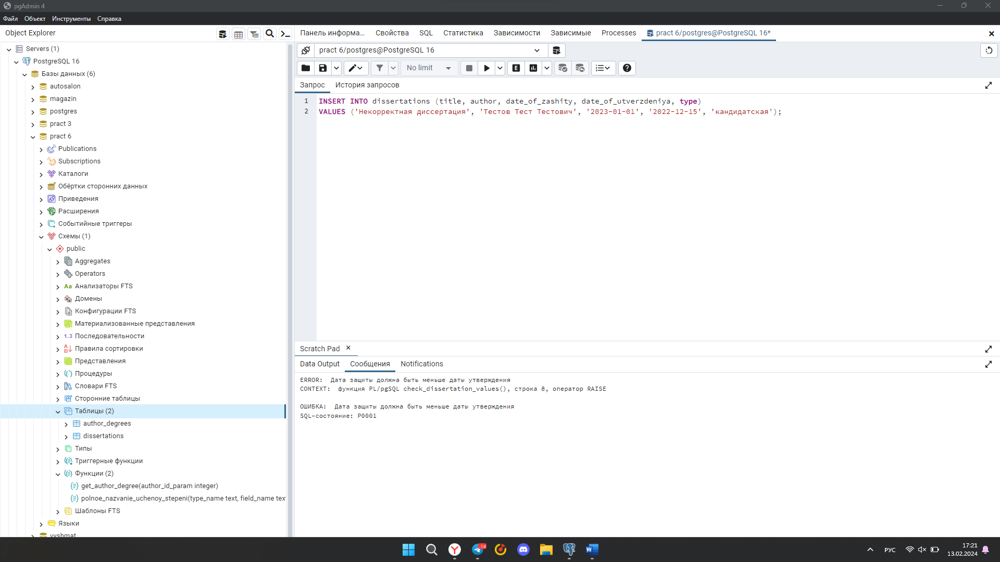 pgAdmin 4
Файл Объект Инструменты Справка
Object Explorer
Панель информа... Свойства SQL Статистика Зависимости Зависимые Processes pract 6/postgres@PostgreSQL 16*
Servers (1)
PostgreSQL 16
Базы данных (6)
autosalon
magazin
postgres
pract 3
pract 6
Publications
Subscriptions
Каталоги
Обёртки сторонних данных
Приведения
Расширения
Событийные триггеры
Схемы (1)
public
Aggregates
Operators
Aa Анализаторы FTS
Домены
Конфигурации FTS
Материализованные представления
1..3 Последовательности
Правила сортировки
Представления
Процедуры
Словари FTS
Сторонние таблицы
Таблицы (2)
author_degrees
dissertations
Типы
Триггерные функции
Функции (2)
get_author_degree(author_id_param integer)
polnoe_nazvanie_uchenoy_stepeni(type_name text, field_name tex
Шаблоны FTS
Языки
vyshmat
pract 6/postgres@PostgreSQL 16
No limit
E
Запрос История запросов
1 INSERT INTO dissertations (title, author, date_of_zashity, date_of_utverzdeniya, type)
2 VALUES ('Некорректная диссертация', 'Тестов Тест Тестович', '2023-01-01', '2022-12-15', 'кандидатская');
Scratch Pad
Data Output Сообщения Notifications
ERROR: Дата защиты должна быть меньше даты утверждения
CONTEXT: функция PL/pgSQL check_dissertation_values(), строка 8, оператор RAISE
ОШИБКА: Дата защиты должна быть меньше даты утверждения
SQL-состояние: P0001
14
РУС
17:21
13.02.2024